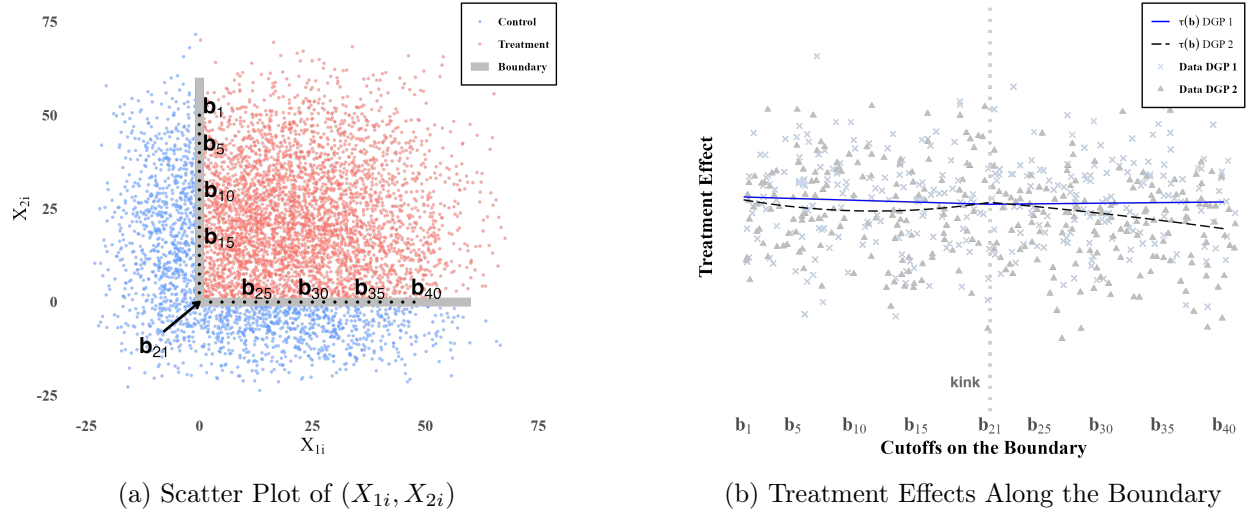 75
50
25
0
-25
X₂ᵢ
Control
Treatment
Boundary
b₁
b₅
b₁₀
b₁₅
b₂₅ b₃₀ b₃₅ b₄₀
b₂₁
-25 0 25 50 75
X₁ᵢ
(a) Scatter Plot of (X₁ᵢ, X₂ᵢ)
τ(b) DGP 1
τ(b) DGP 2
Data DGP 1
Data DGP 2
Treatment Effect
kink
b₁ b₅ b₁₀ b₁₅ b₂₁ b₂₅ b₃₀ b₃₅ b₄₀
Cutoffs on the Boundary
(b) Treatment Effects Along the Boundary